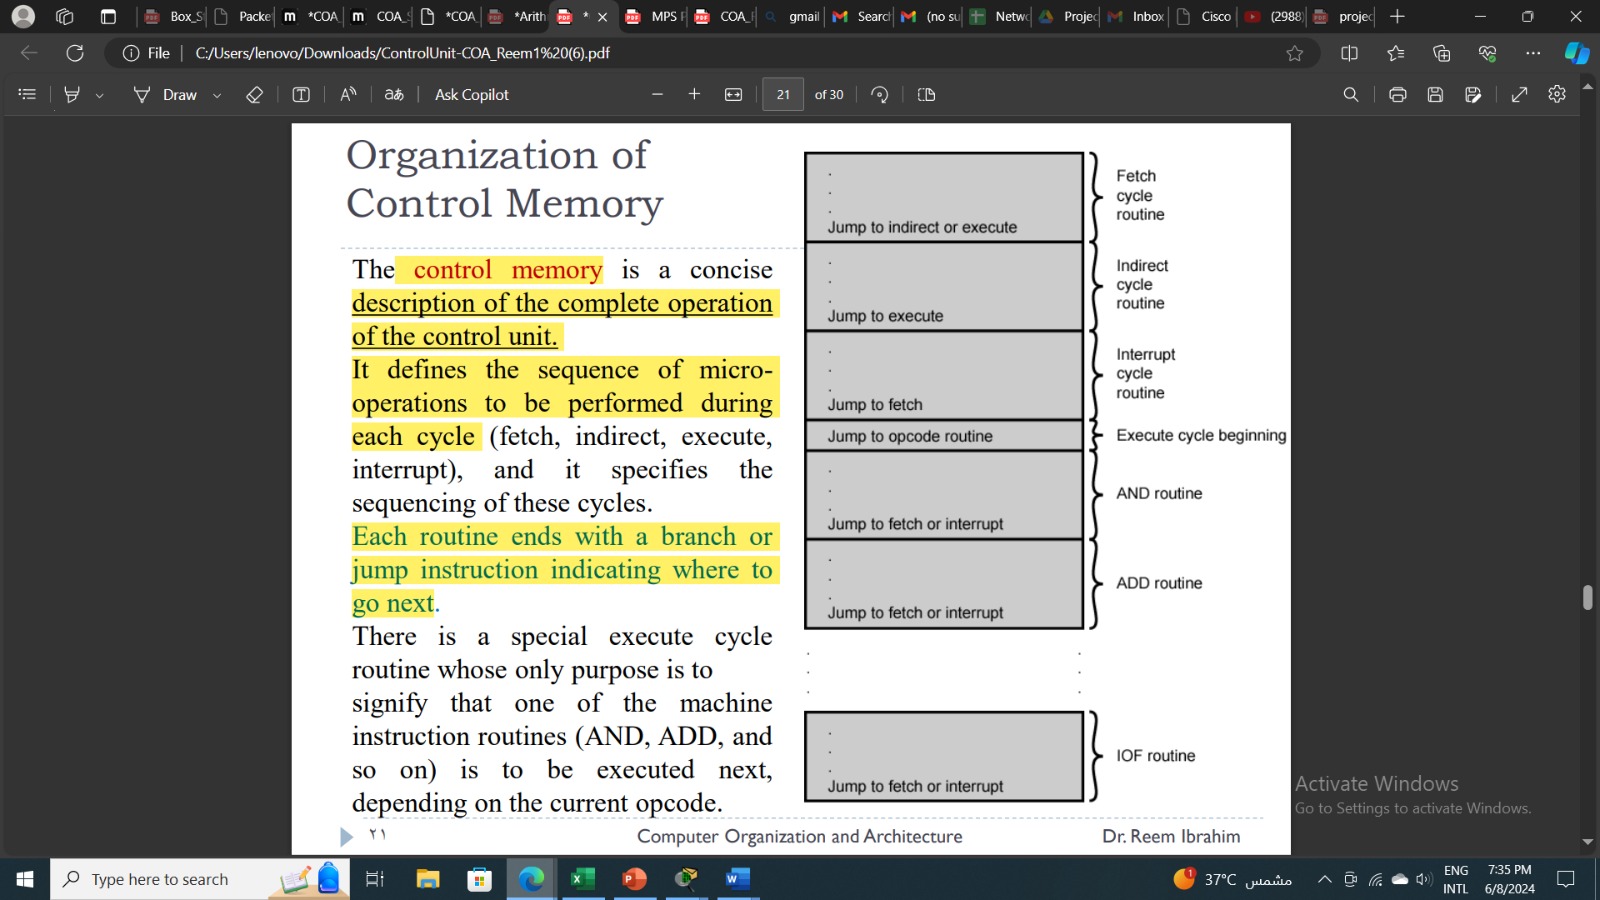 Box_S
Packe
*COA_
COA_S
*COA_
*Arith
*
MPS P
COA_F
gmail
Search
(no su
Netwo
Projec
Inbox
Cisco
(2988)
projec
File
C:/Users/lenovo/Downloads/ControlUnit-COA_Reem1%20(6).pdf
Draw
Ask Copilot
21
of 30
Organization of
Control Memory
The control memory is a concise
description of the complete operation
of the control unit.
It defines the sequence of micro-
operations to be performed during
each cycle (fetch, indirect, execute,
interrupt), and it specifies the
sequencing of these cycles.
Each routine ends with a branch or
jump instruction indicating where to
go next.
There is a special execute cycle
routine whose only purpose is to
signify that one of the machine
instruction routines (AND, ADD, and
so on) is to be executed next,
depending on the current opcode.
Jump to indirect or execute
Fetch
cycle
routine
Jump to execute
Indirect
cycle
routine
Jump to fetch
Interrupt
cycle
routine
Jump to opcode routine
Execute cycle beginning
Jump to fetch or interrupt
AND routine
Jump to fetch or interrupt
ADD routine
Jump to fetch or interrupt
IOF routine
٢١
Computer Organization and Architecture
Dr. Reem Ibrahim
Activate Windows
Go to Settings to activate Windows.
Type here to search
37°C مشمس
ENG
INTL
7:35 PM
6/8/2024